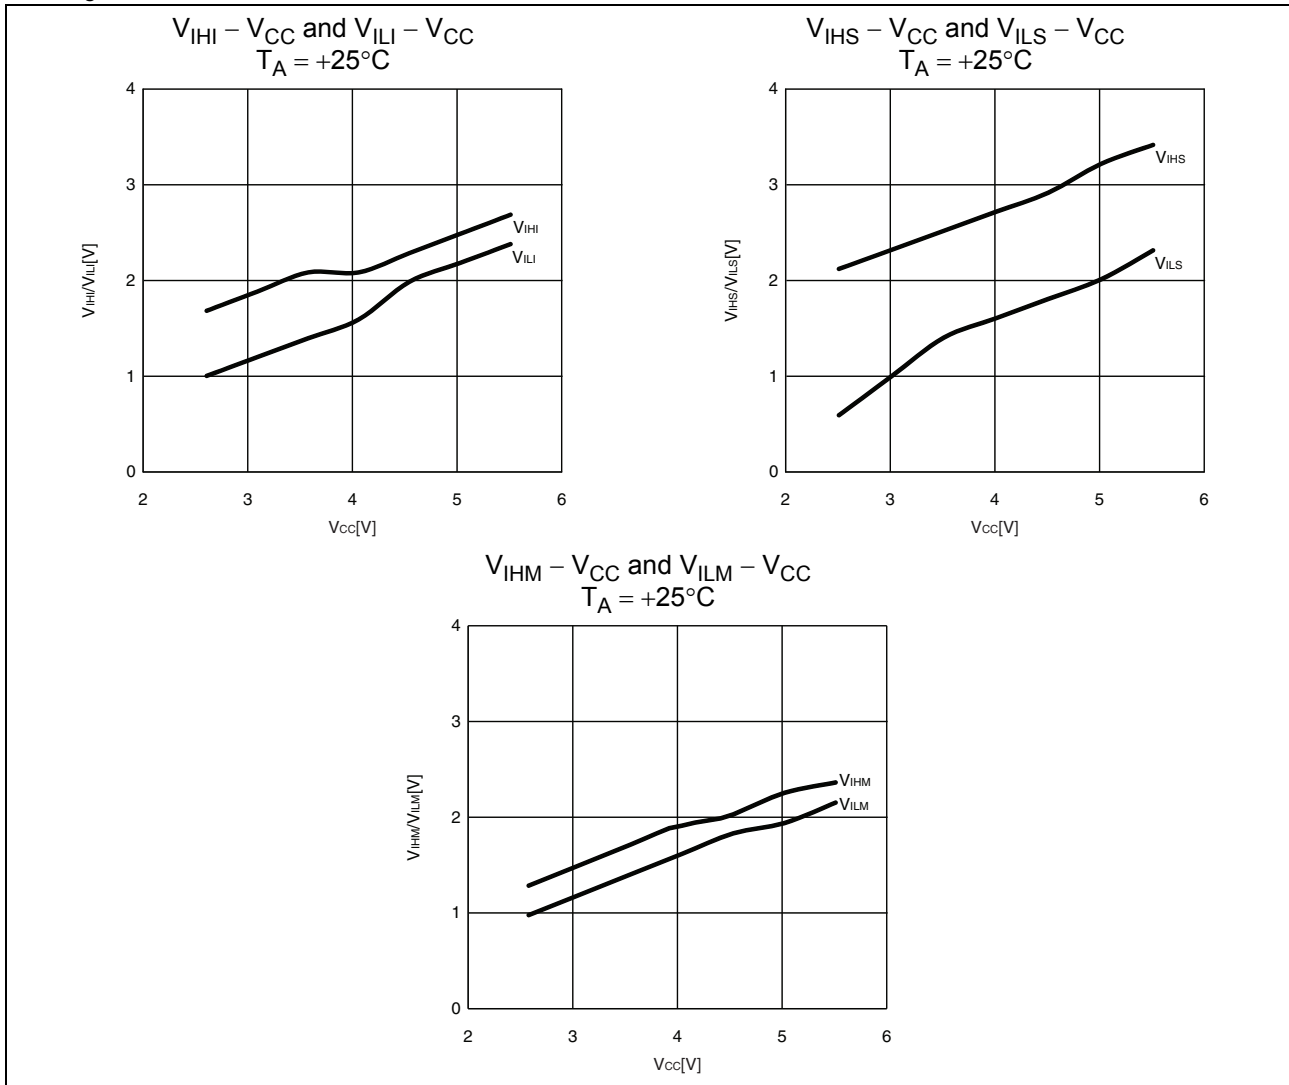 VIHI – VCC and VILI – VCC
TA = +25°C
4
3
2
1
0
2 3 4 5 6
VIHI/VILI[V]
VCC[V]
VIHI
VILI
VIHS – VCC and VILS – VCC
TA = +25°C
4
3
2
1
0
2 3 4 5 6
VIHS/VILS[V]
VCC[V]
VIHS
VILS
VIHM – VCC and VILM – VCC
TA = +25°C
4
3
2
1
0
2 3 4 5 6
VIHM/VILM[V]
VCC[V]
VIHM
VILM